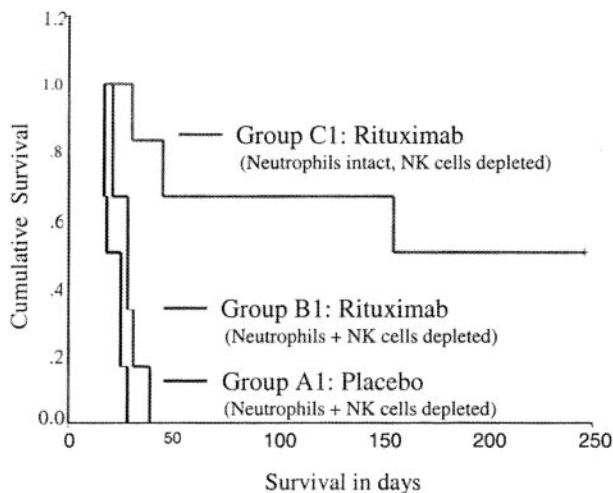 1.2
1.0
.8
.6
.4
.2
0.0
Cumulative Survival
Group C1: Rituximab
(Neutrophils intact, NK cells depleted)
Group B1: Rituximab
(Neutrophils + NK cells depleted)
Group A1: Placebo
(Neutrophils + NK cells depleted)
0 50 100 150 200 250
Survival in days